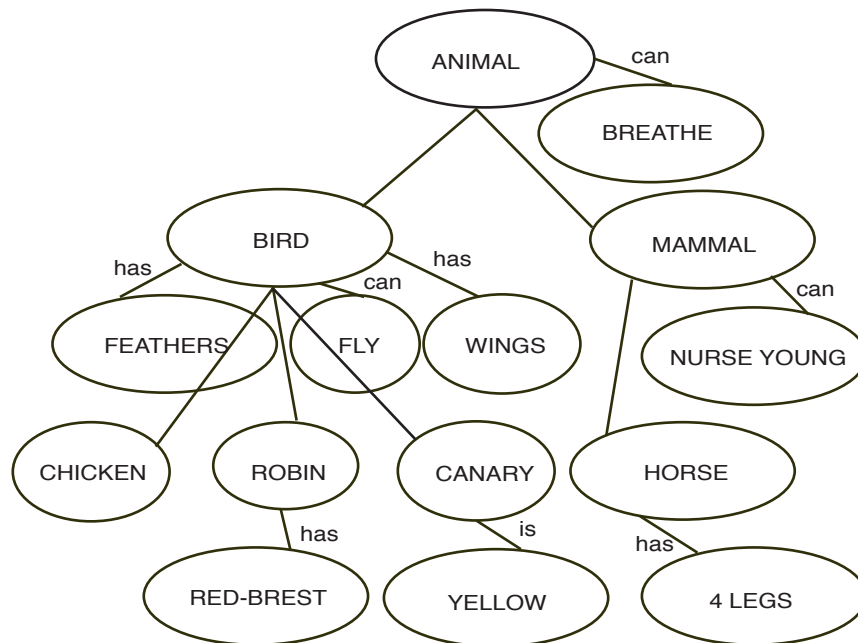 ANIMAL
can
BREATHE
BIRD
MAMMAL
has
can
has
can
FEATHERS
FLY
WINGS
NURSE YOUNG
CHICKEN
ROBIN
CANARY
HORSE
has
is
has
RED-BREST
YELLOW
4 LEGS